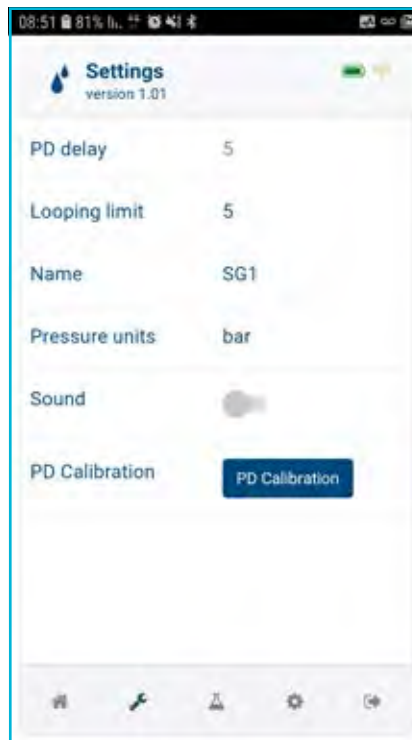 08:51 81%
Settings
version 1.01
PD delay 5
Looping limit 5
Name SG1
Pressure units bar
Sound
PD Calibration PD Calibration